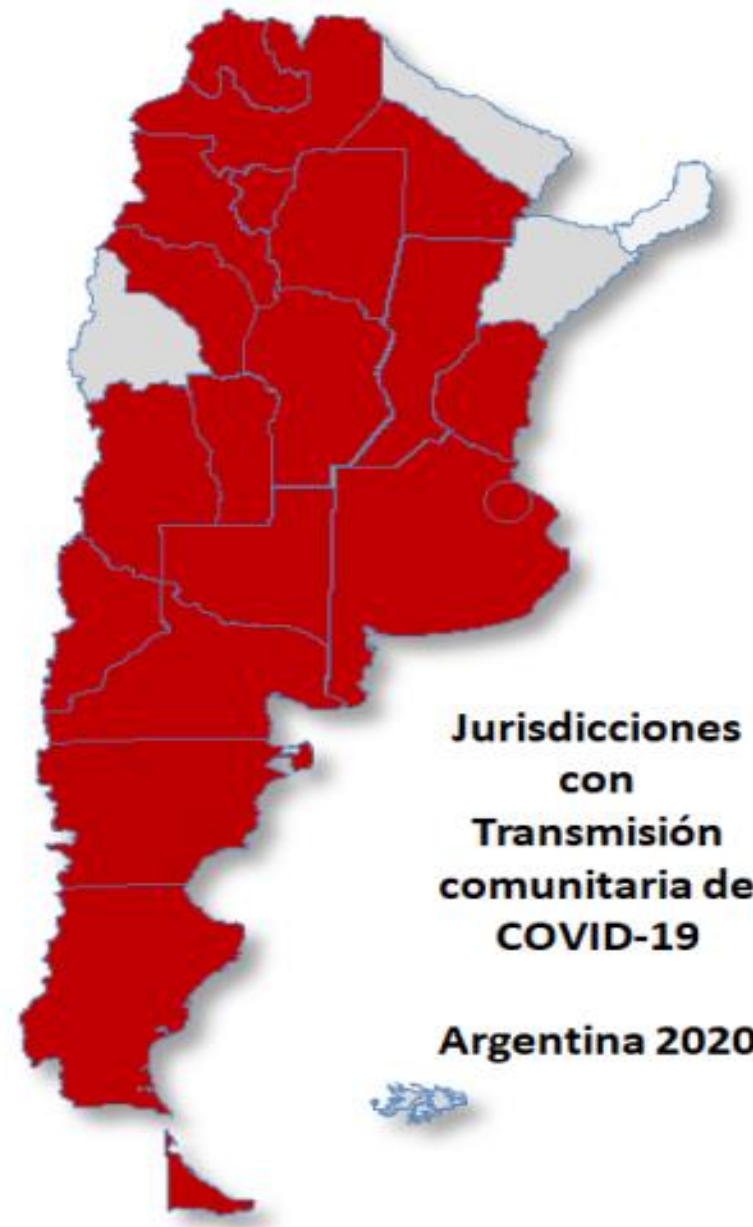 Jurisdicciones
con
Transmisión
comunitaria de
COVID-19
Argentina 2020